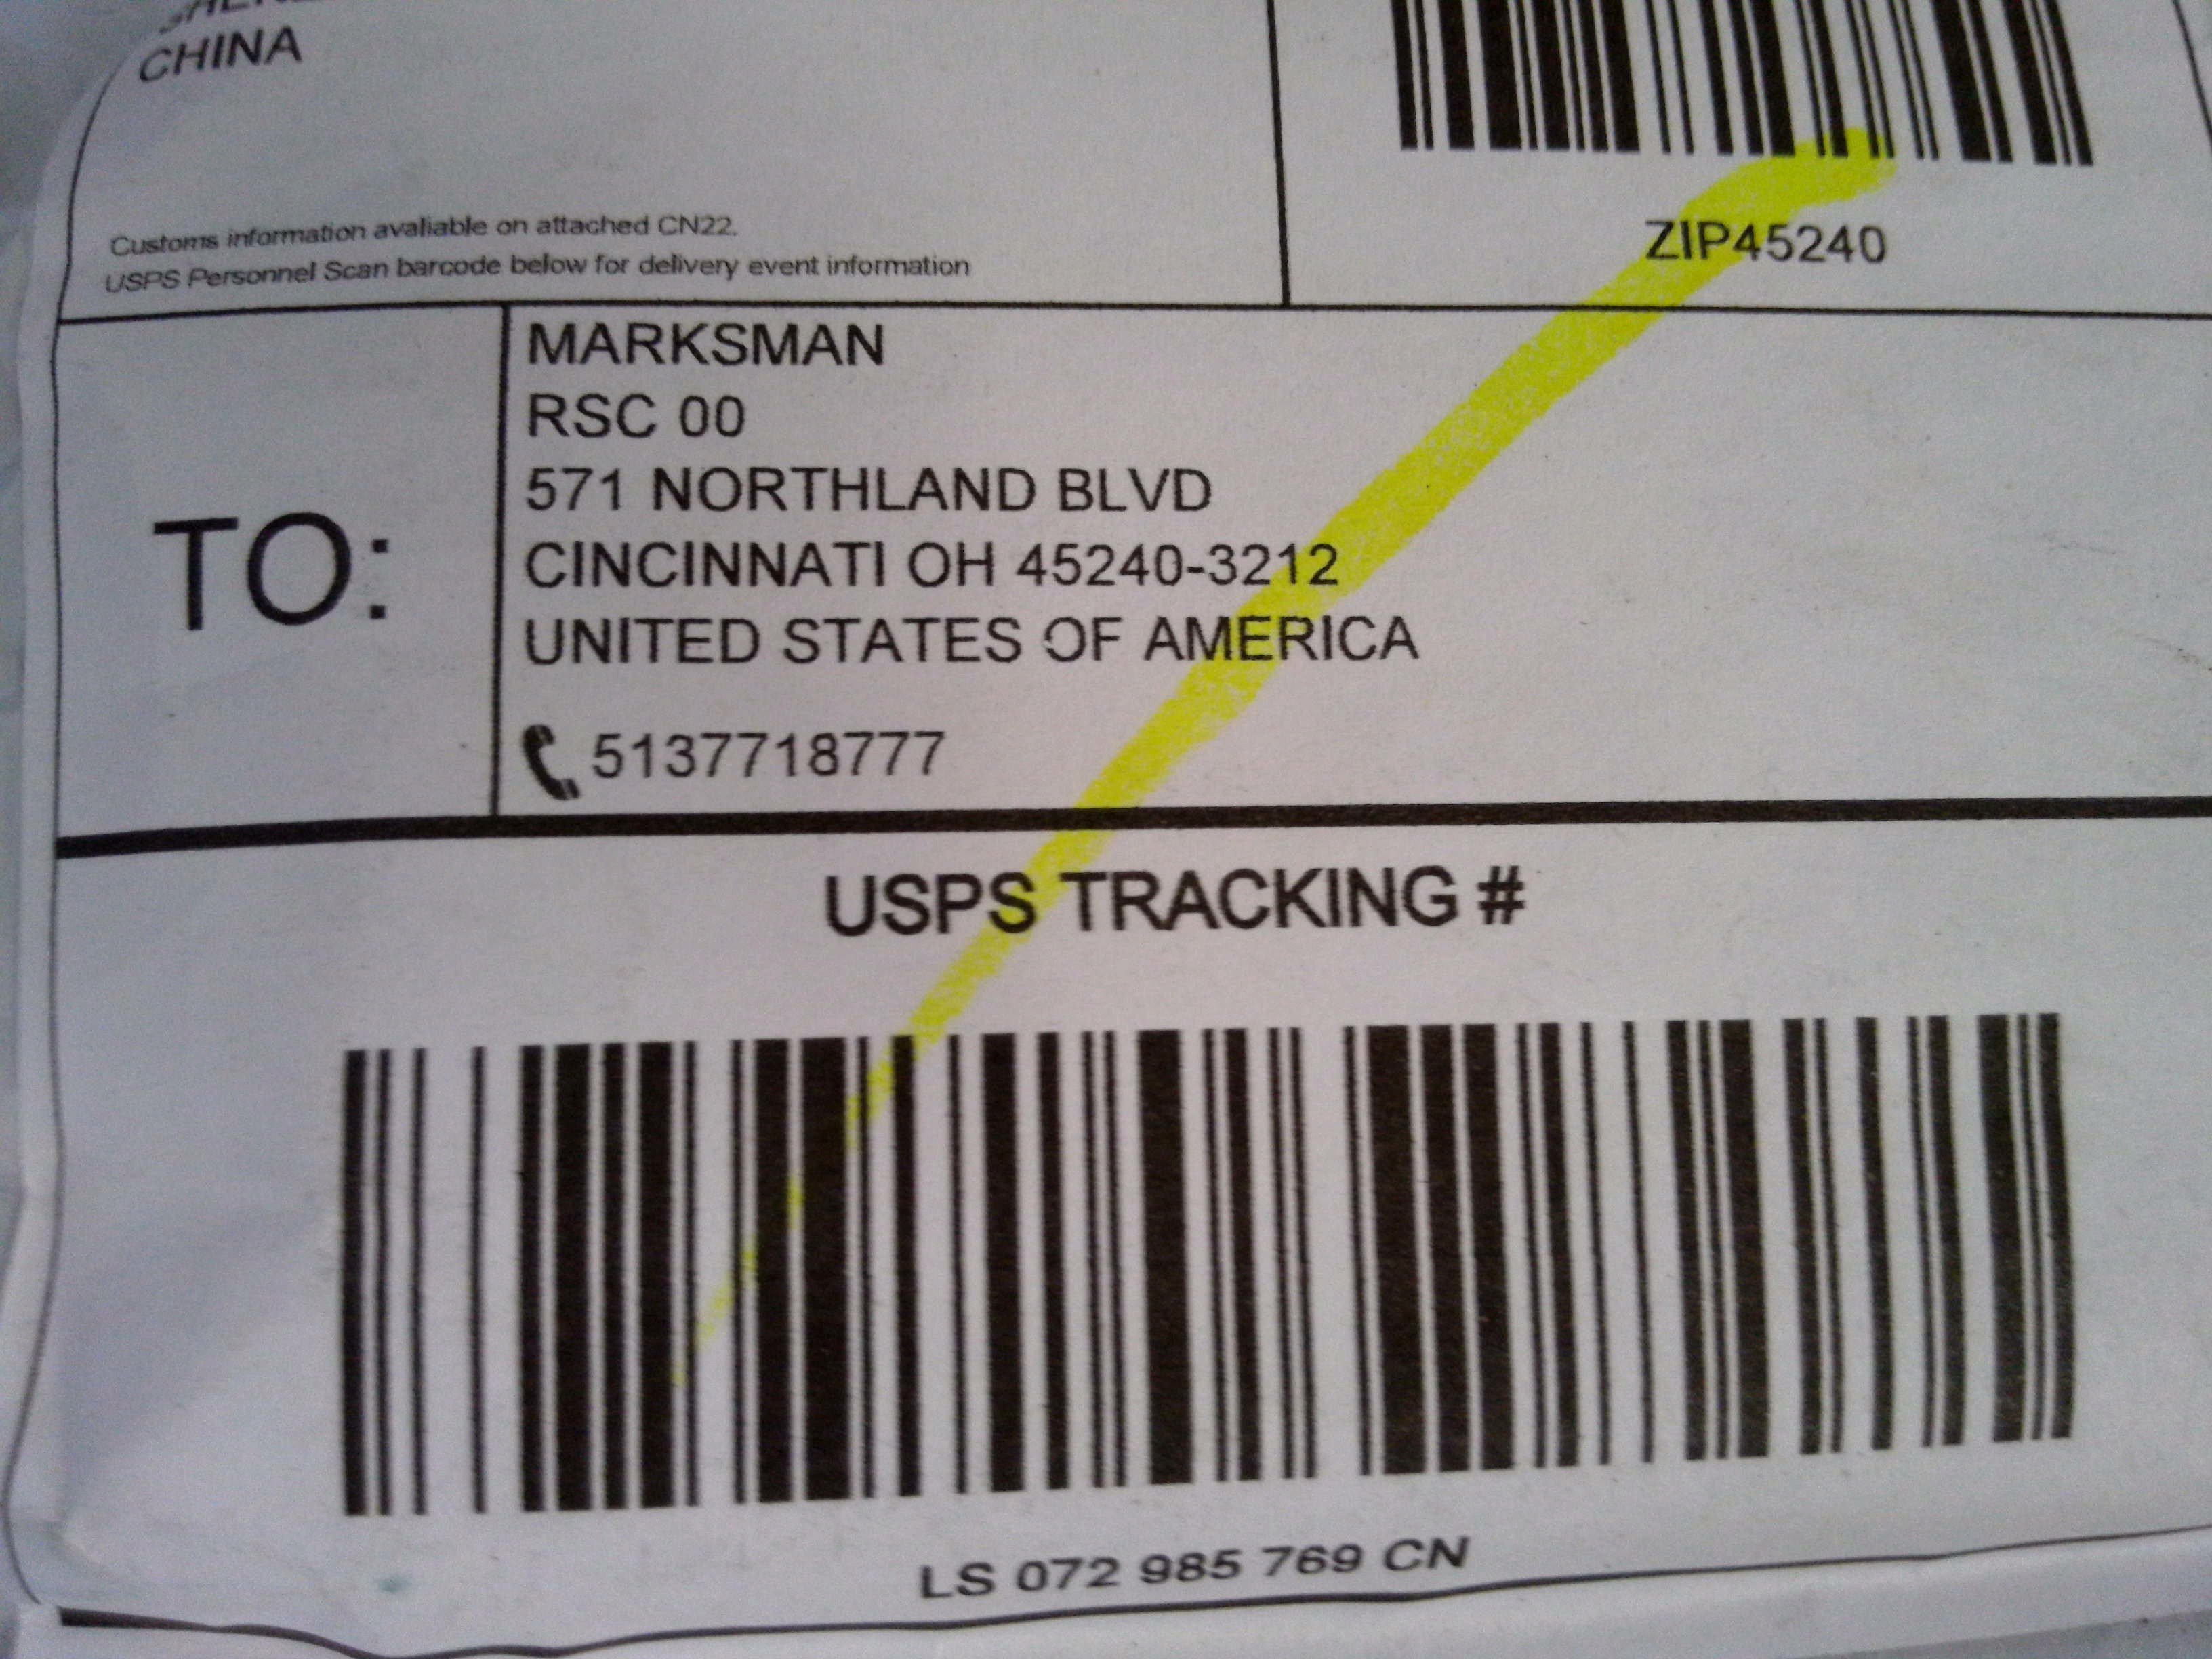 CHINA
Customs information avaliable on attached CN22.
USPS Personnel Scan barcode below for delivery event information
ZIP45240
TO:
MARKSMAN
RSC 00
571 NORTHLAND BLVD
CINCINNATI OH 45240-3212
UNITED STATES OF AMERICA
5137718777
USPS TRACKING #
LS 072 985 769 CN